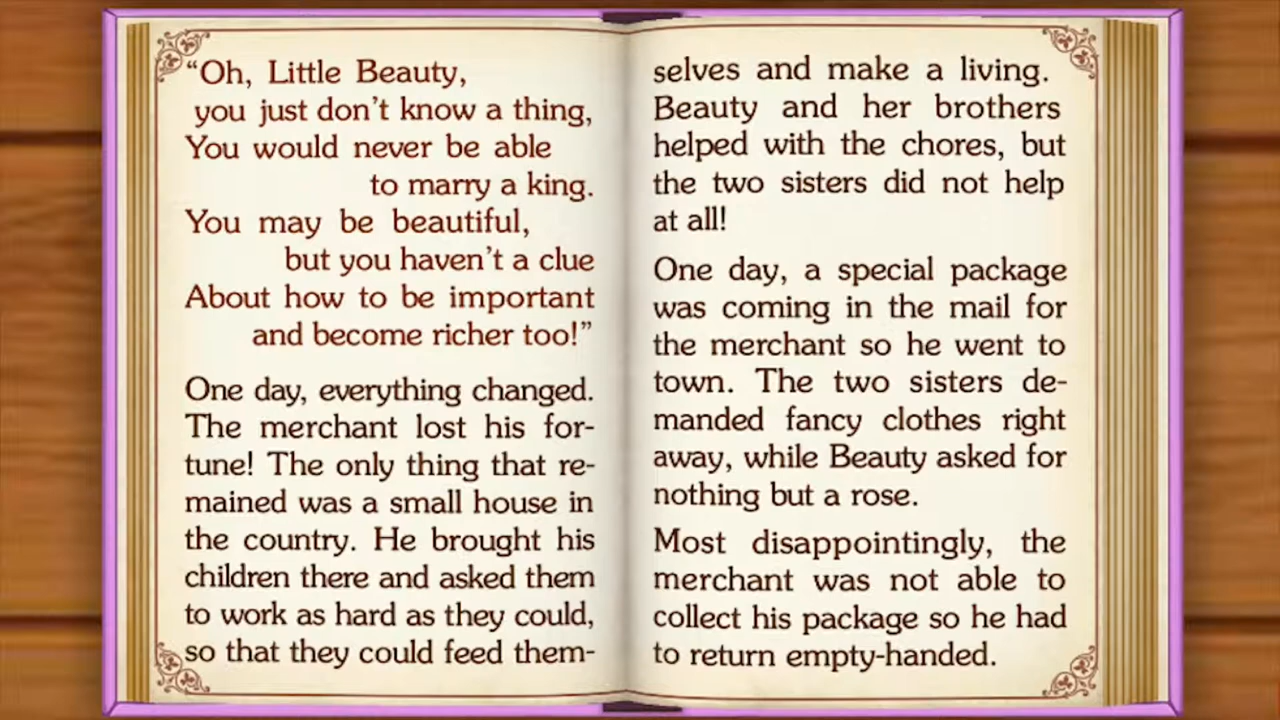 “Oh, Little Beauty,
you just don’t know a thing,
You would never be able
to marry a king.
You may be beautiful,
but you haven’t a clue
About how to be important
and become richer too!”
One day, everything changed.
The merchant lost his for-
tune! The only thing that re-
mained was a small house in
the country. He brought his
children there and asked them
to work as hard as they could,
so that they could feed them-
selves and make a living.
Beauty and her brothers
helped with the chores, but
the two sisters did not help
at all!
One day, a special package
was coming in the mail for
the merchant so he went to
town. The two sisters de-
manded fancy clothes right
away, while Beauty asked for
nothing but a rose.
Most disappointingly, the
merchant was not able to
collect his package so he had
to return empty-handed.